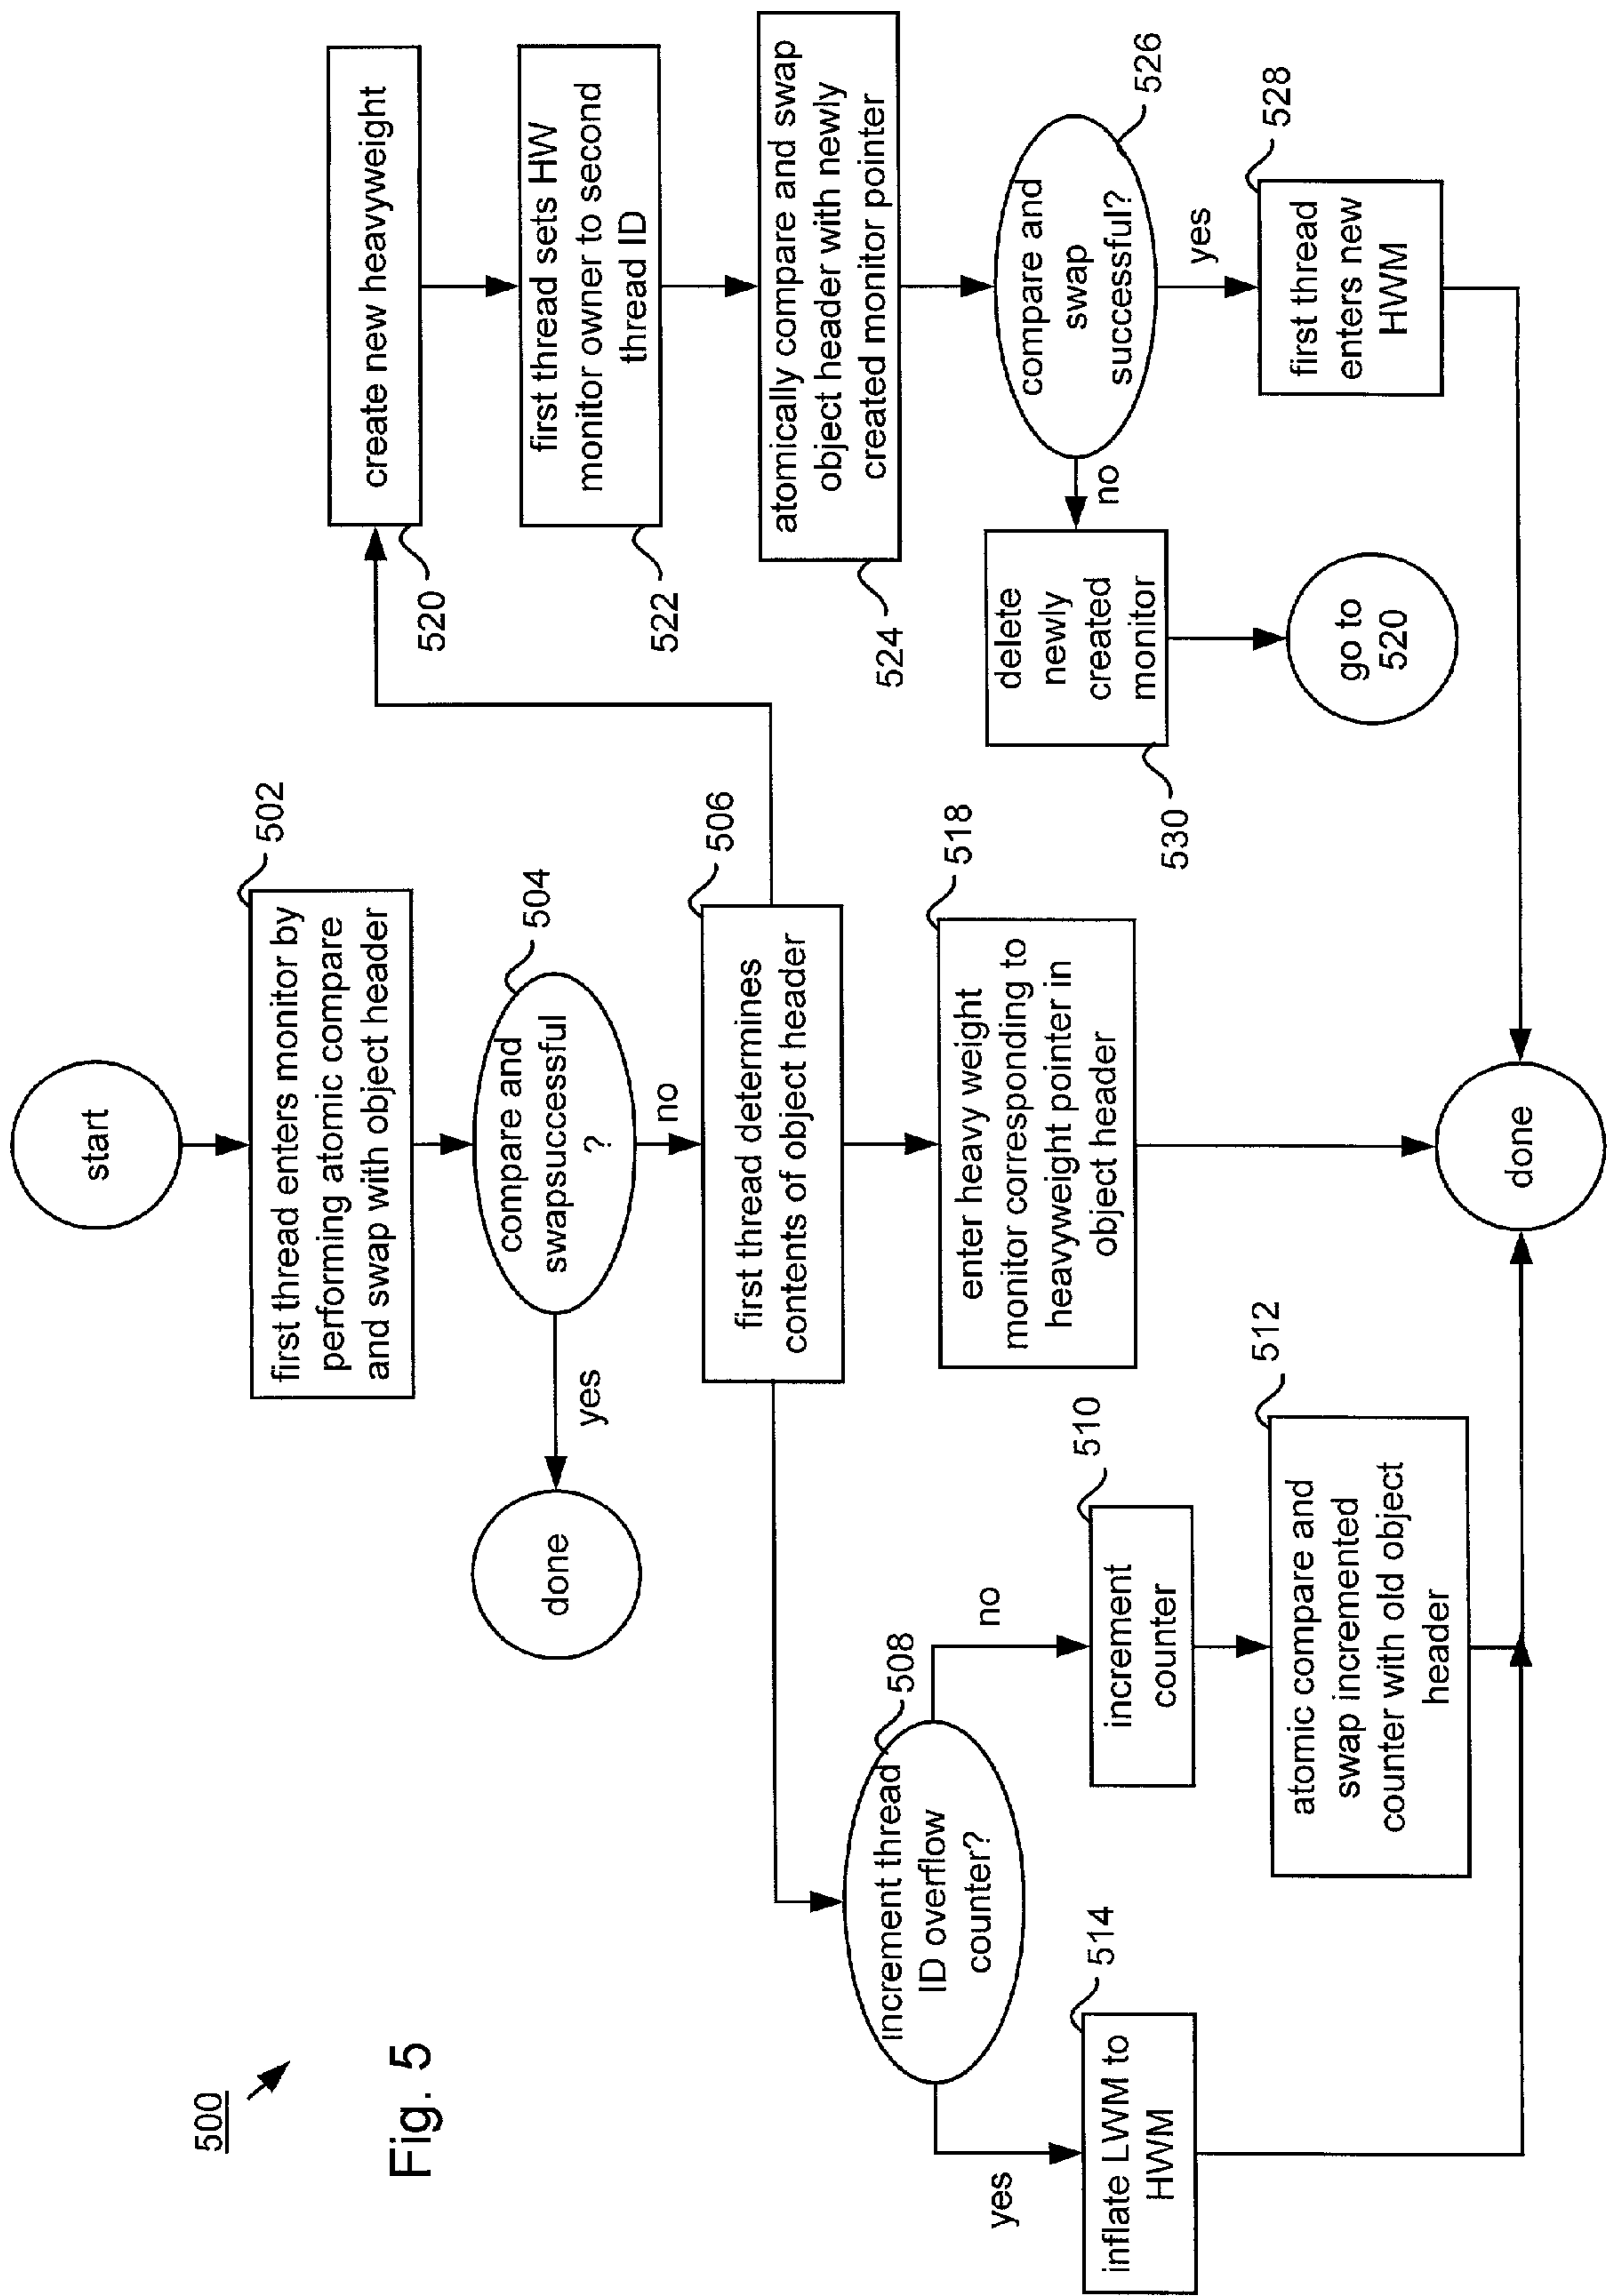 500
Fig. 5
start
first thread enters monitor by
performing atomic compare
and swap with object header
502
compare and
swapsuccessful
?
504
yes
done
no
first thread determines
contents of object header
506
increment thread
ID overflow
counter?
508
yes
inflate LWM to
HWM
514
no
increment
counter
510
atomic compare and
swap incremented
counter with old object
header
512
enter heavy weight
monitor corresponding to
heavyweight pointer in
object header
518
create new heavyweight
520
first thread sets HW
monitor owner to second
thread ID
522
atomically compare and swap
object header with newly
created monitor pointer
524
compare and
swap
successful?
526
no
delete
newly
created
monitor
530
go to
520
yes
first thread
enters new
HWM
528
done